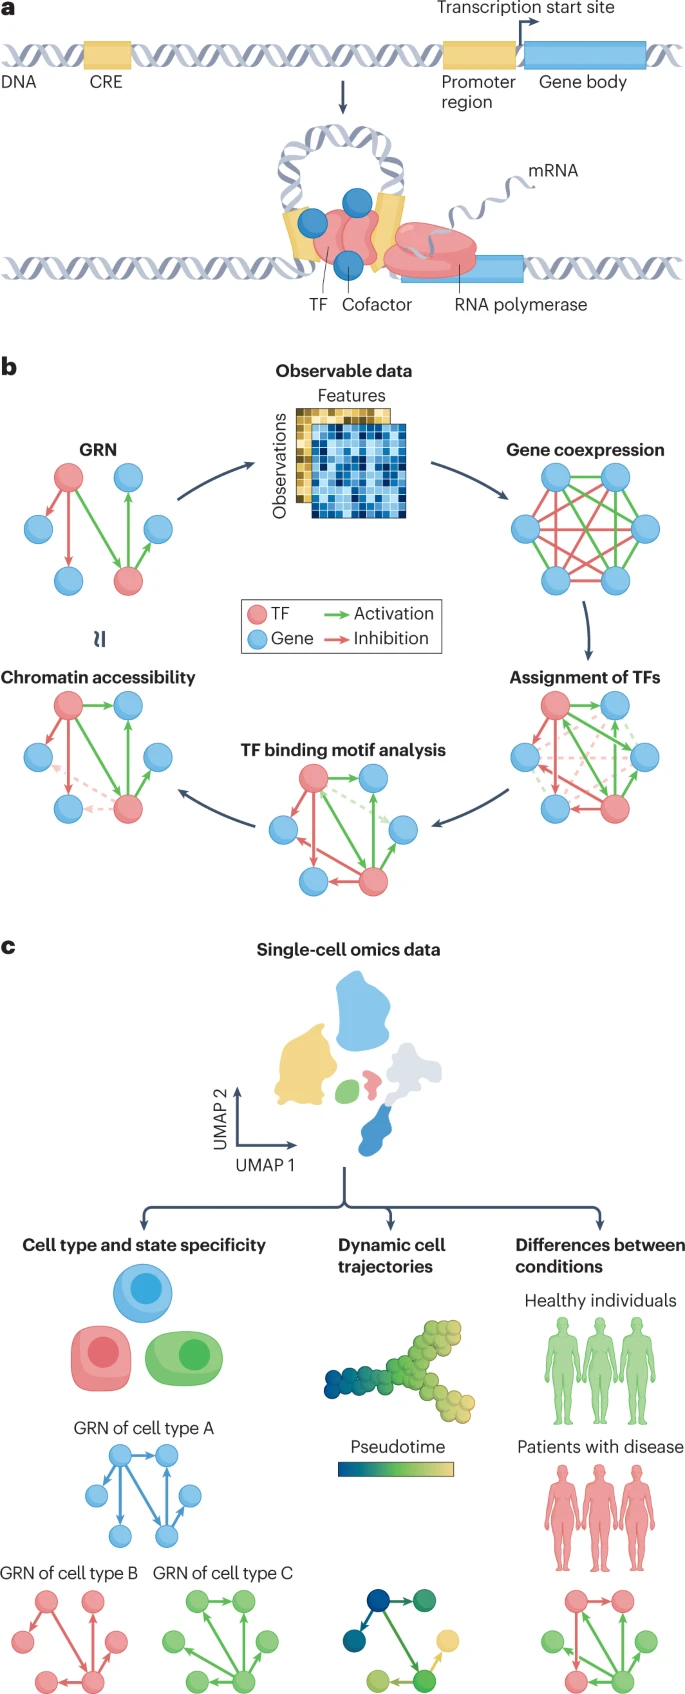 a
Transcription start site
DNA
CRE
Promoter
region
Gene body
mRNA
TF
Cofactor
RNA polymerase
b
Observable data
Features
Observations
GRN
Gene coexpression
TF
Activation
Gene
Inhibition
≈
Chromatin accessibility
Assignment of TFs
TF binding motif analysis
c
Single-cell omics data
UMAP 2
UMAP 1
Cell type and state specificity
Dynamic cell
trajectories
Differences between
conditions
Healthy individuals
GRN of cell type A
Pseudotime
Patients with disease
GRN of cell type B
GRN of cell type C